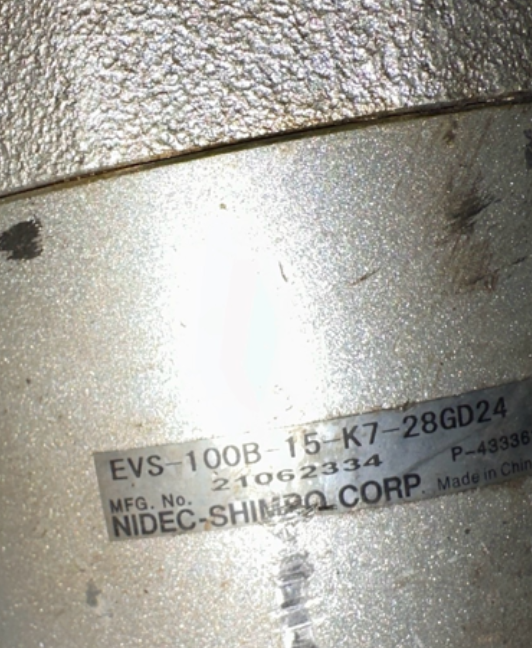 EVS-100B-15-K7-28GD24
MFG. No. 21062334 P-43336
NIDEC-SHIMPO CORP Made in China